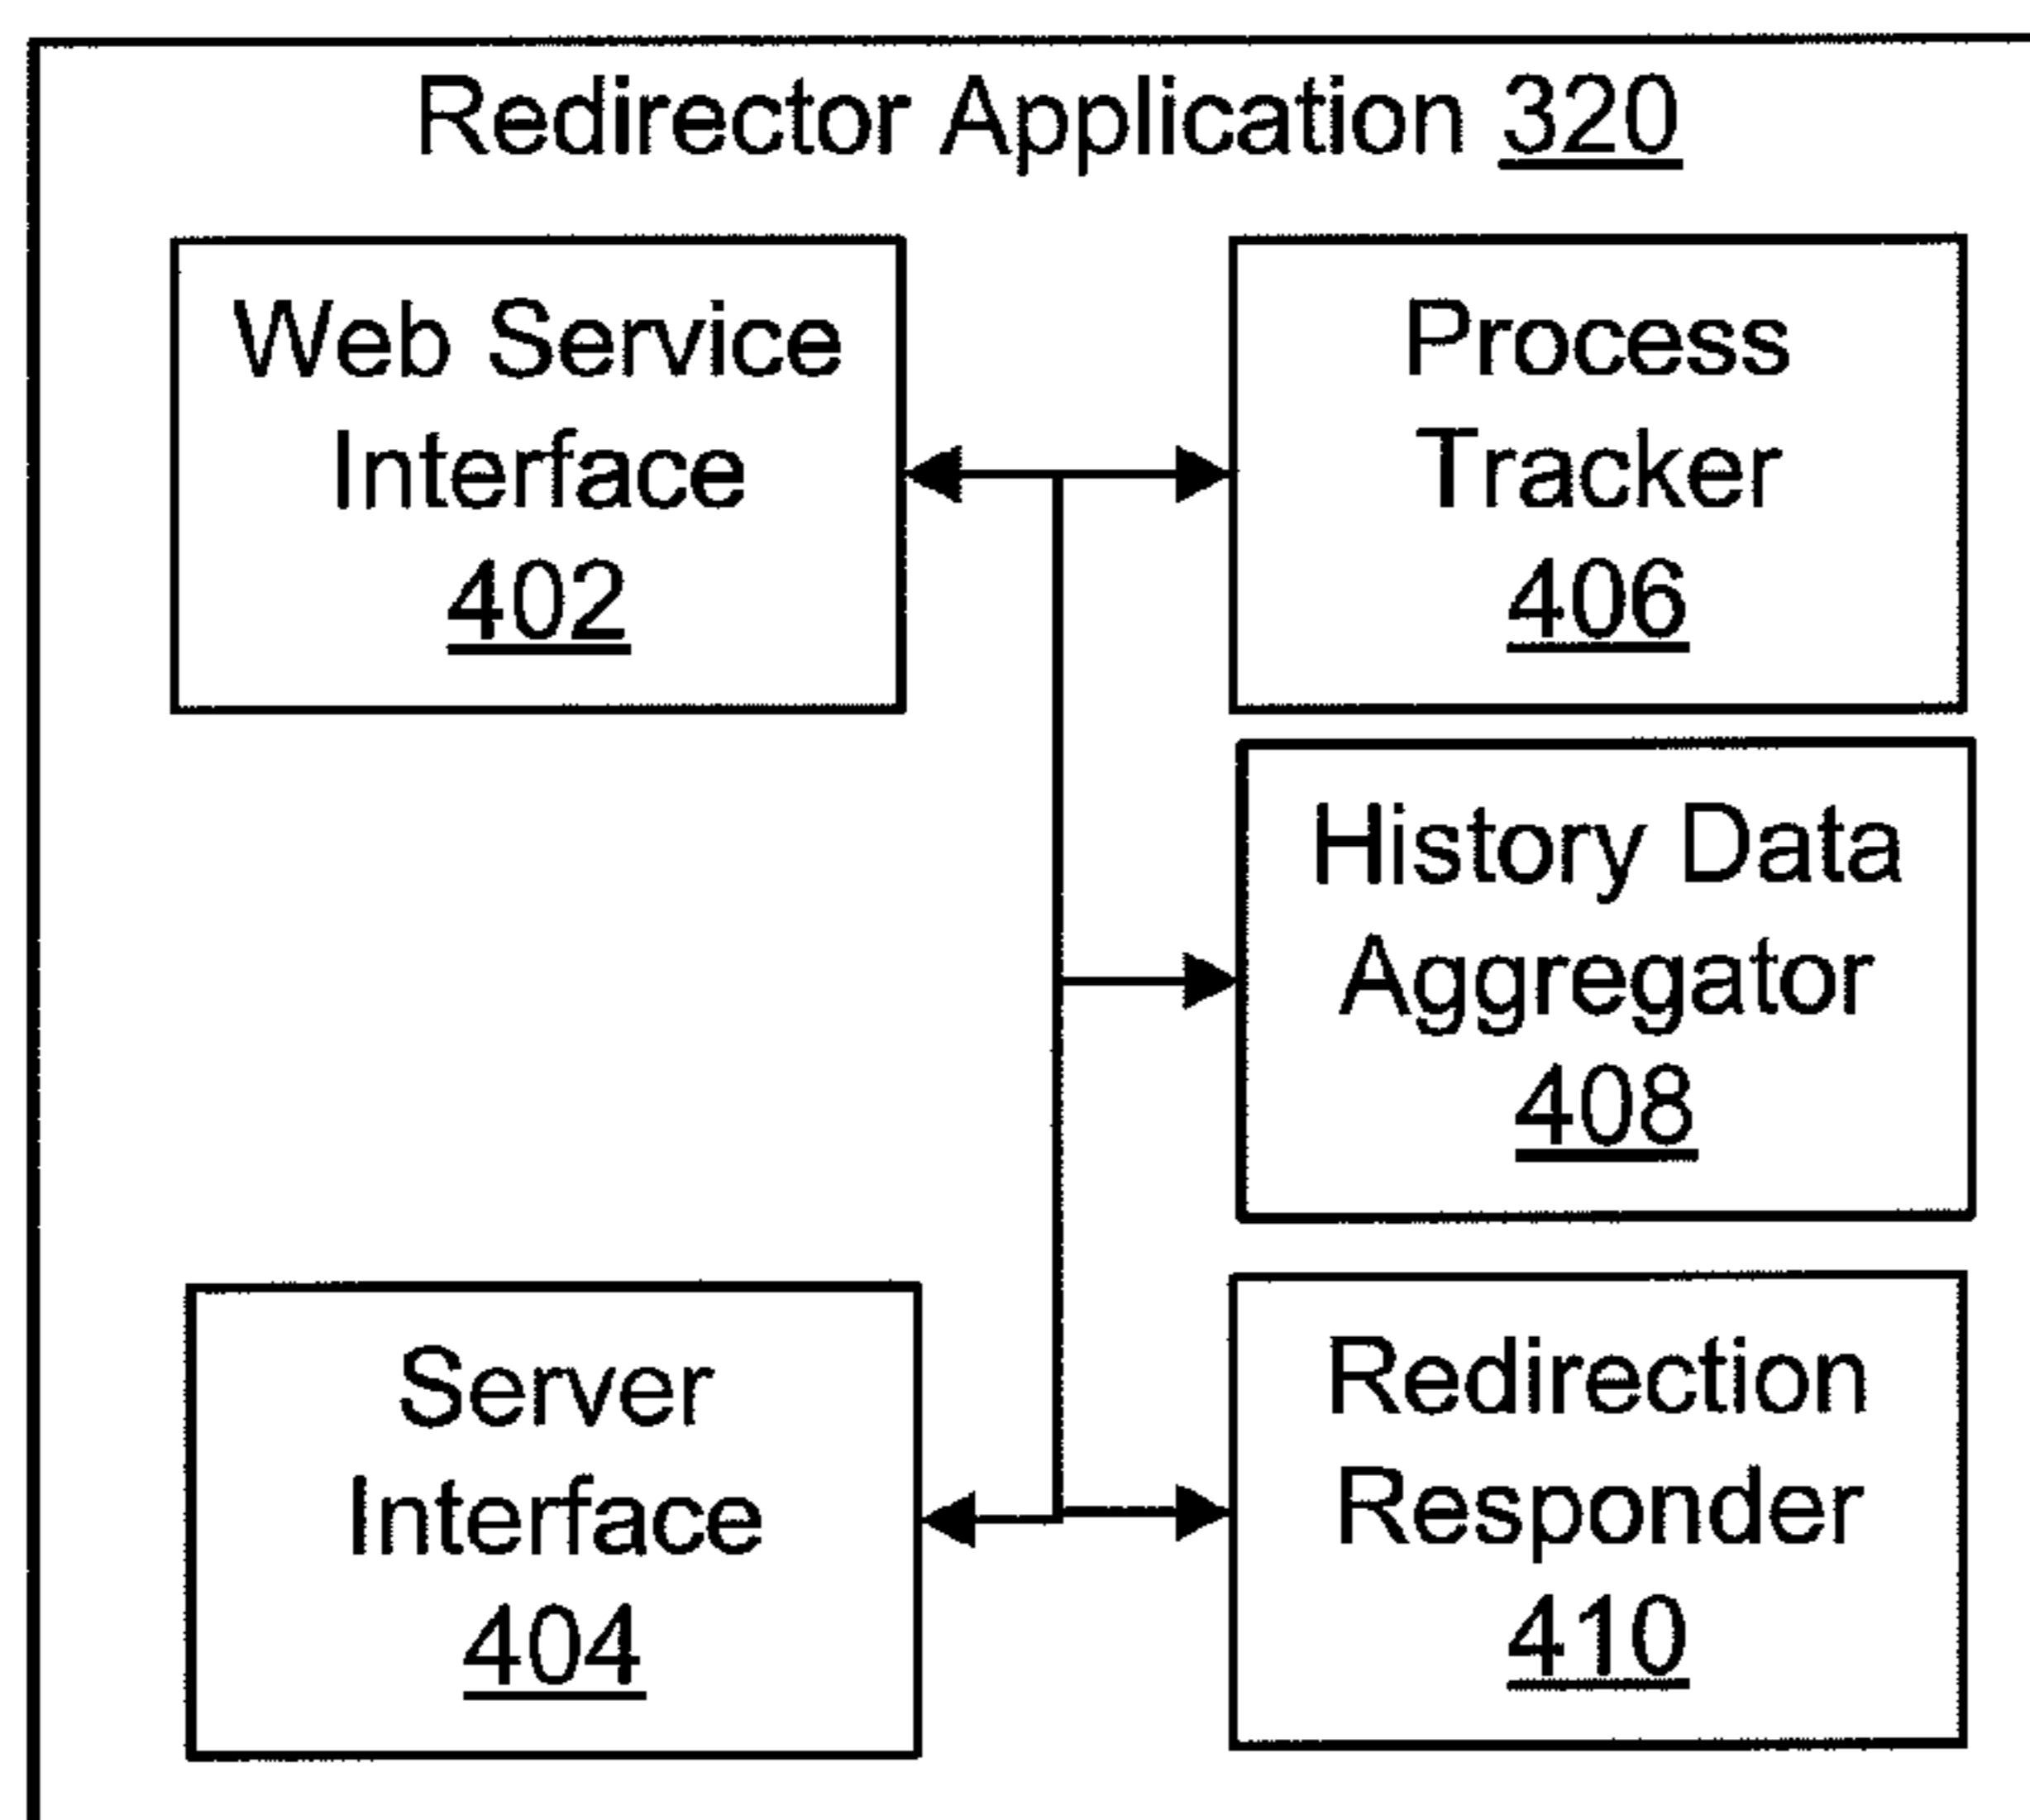 Redirector Application 320
Web Service
Interface
402
Process
Tracker
406
History Data
Aggregator
408
Server
Interface
404
Redirection
Responder
410